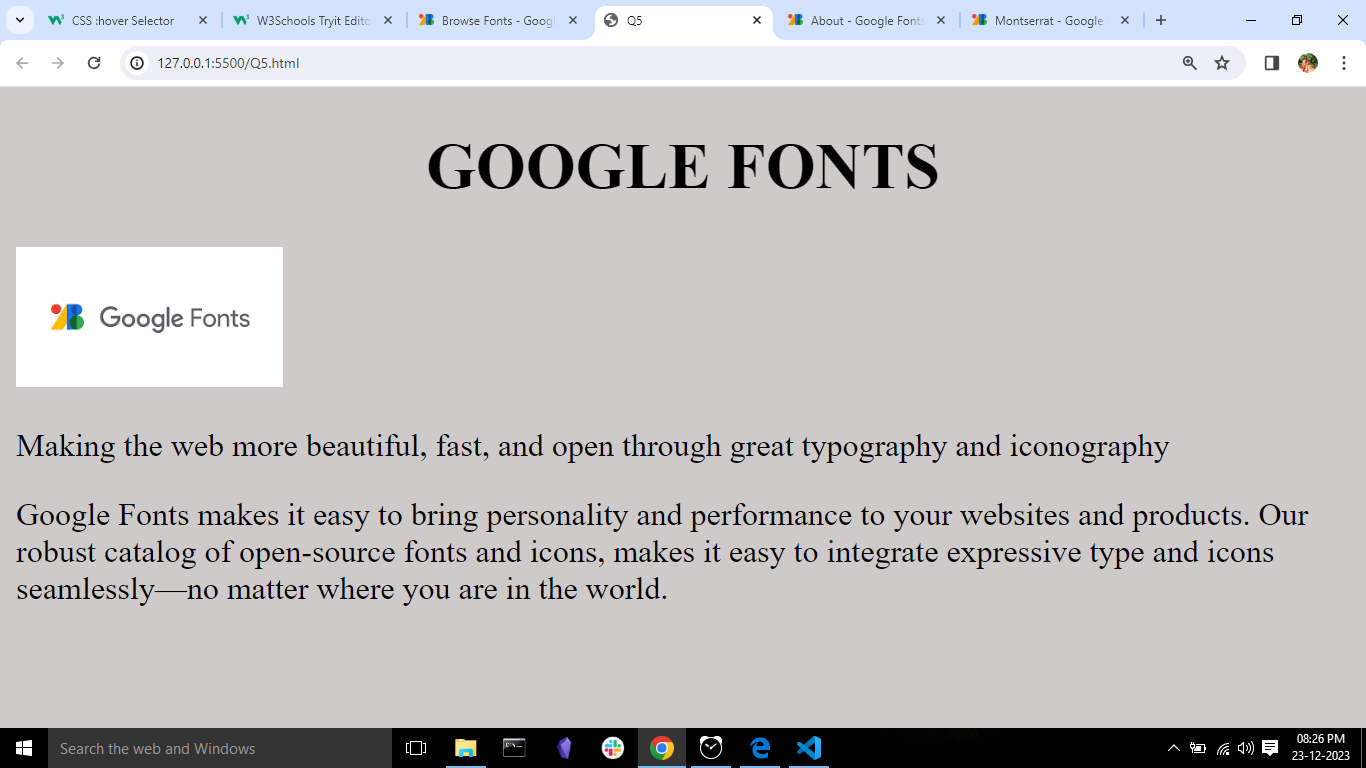 CSS :hover Selector
W3Schools Tryit Edito
Browse Fonts - Googl
Q5
About - Google Fonts
Montserrat - Google
127.0.0.1:5500/Q5.html
GOOGLE FONTS
Google Fonts
Making the web more beautiful, fast, and open through great typography and iconography
Google Fonts makes it easy to bring personality and performance to your websites and products. Our
robust catalog of open-source fonts and icons, makes it easy to integrate expressive type and icons
seamlessly—no matter where you are in the world.
Search the web and Windows
08:26 PM
23-12-2023